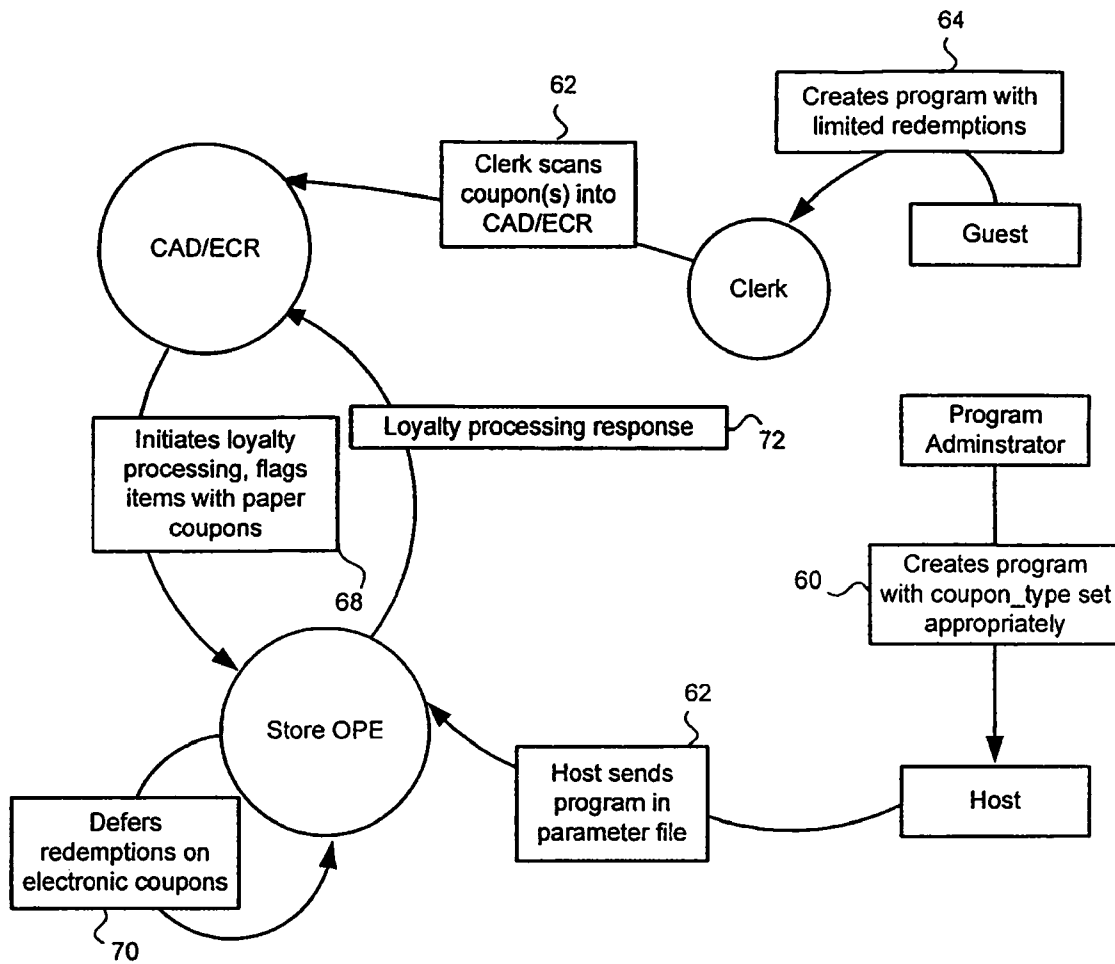 64
Creates program with
limited redemptions
62
Clerk scans
coupon(s) into
CAD/ECR
Guest
CAD/ECR
Clerk
Initiates loyalty
processing, flags
items with paper
coupons
68
Loyalty processing response
72
Program
Adminstrator
60
Creates program
with coupon_type set
appropriately
Store OPE
62
Host sends
program in
parameter file
Host
Defers
redemptions on
electronic coupons
70